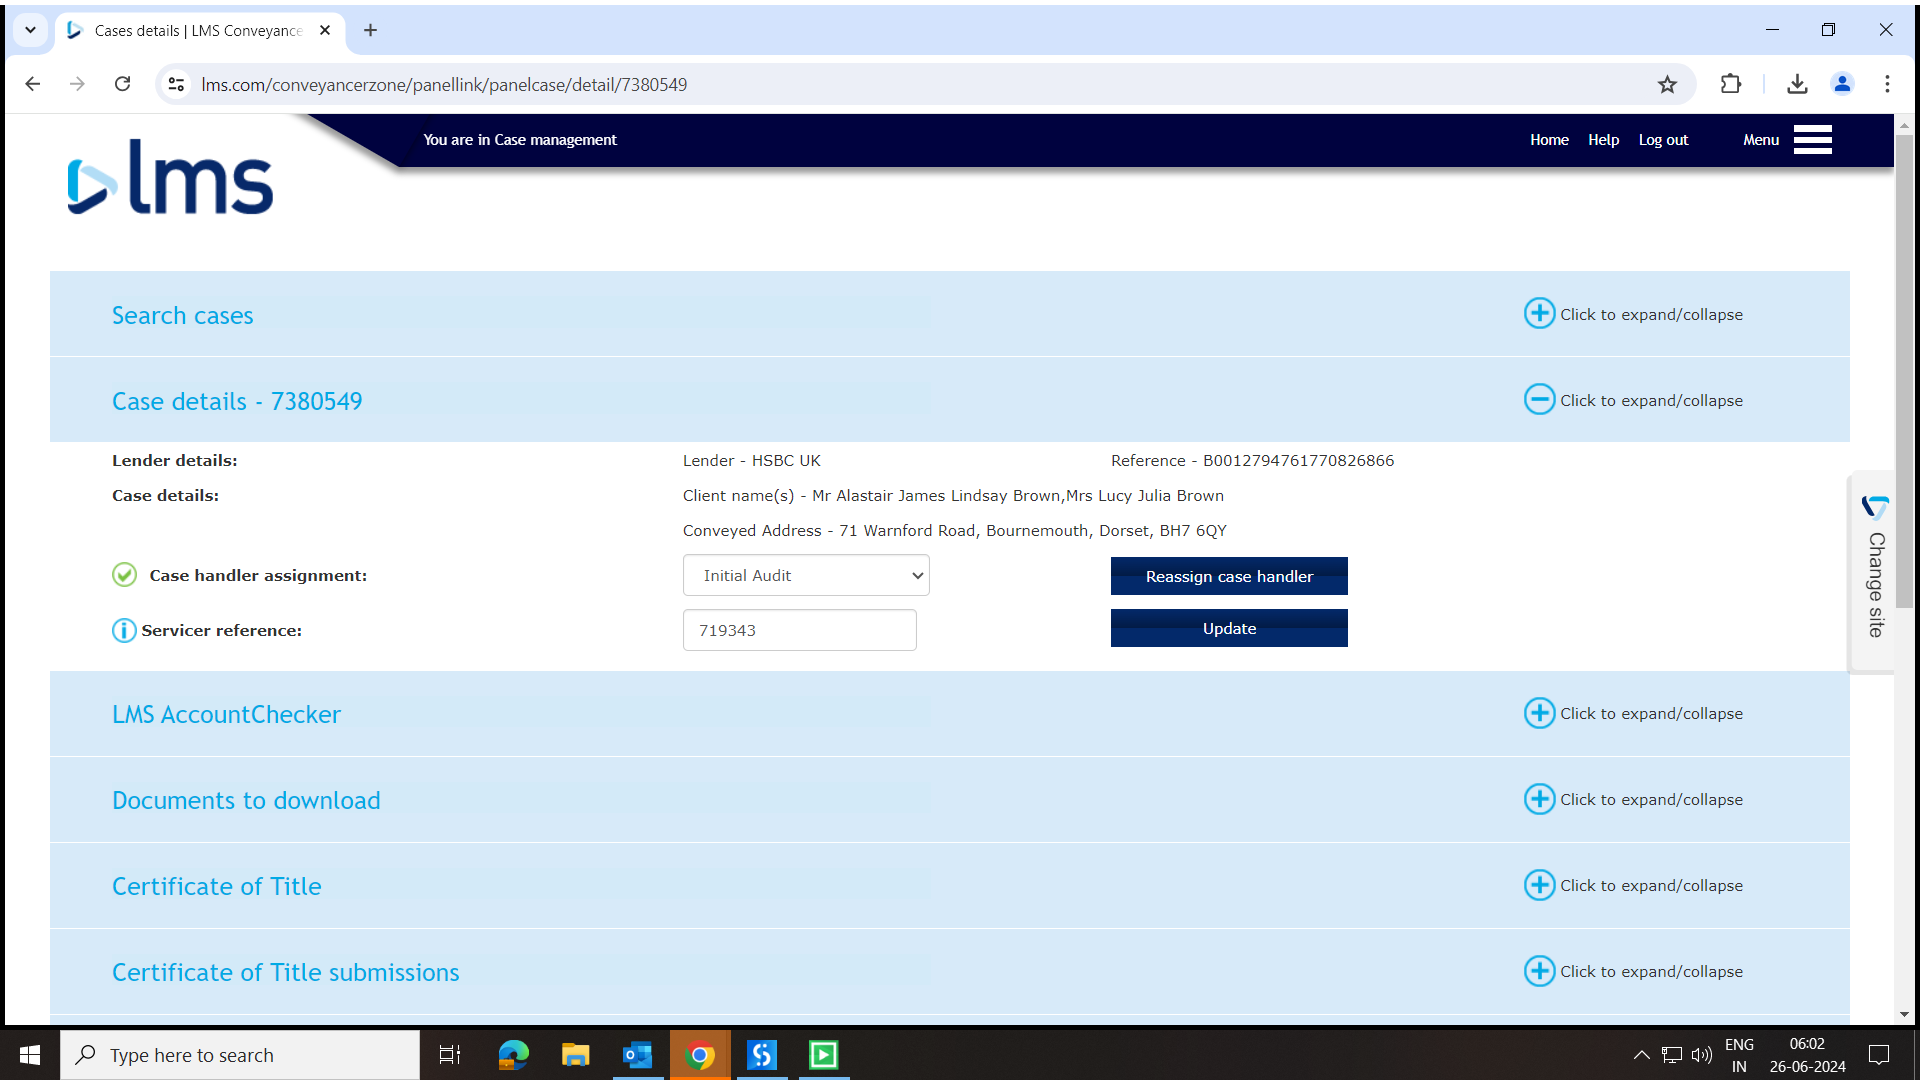 Cases details | LMS Conveyance
lms.com/conveyancerzone/panellink/panelcase/detail/7380549
You are in Case management
Home Help Log out Menu
lms
Search cases
Click to expand/collapse
Case details - 7380549
Click to expand/collapse
Lender details: Lender - HSBC UK Reference - B0012794761770826866
Case details: Client name(s) - Mr Alastair James Lindsay Brown,Mrs Lucy Julia Brown
Conveyed Address - 71 Warnford Road, Bournemouth, Dorset, BH7 6QY
Case handler assignment: Initial Audit Reassign case handler
Servicer reference: 719343 Update
Change site
LMS AccountChecker
Click to expand/collapse
Documents to download
Click to expand/collapse
Certificate of Title
Click to expand/collapse
Certificate of Title submissions
Click to expand/collapse
Type here to search
ENG
IN
06:02
26-06-2024